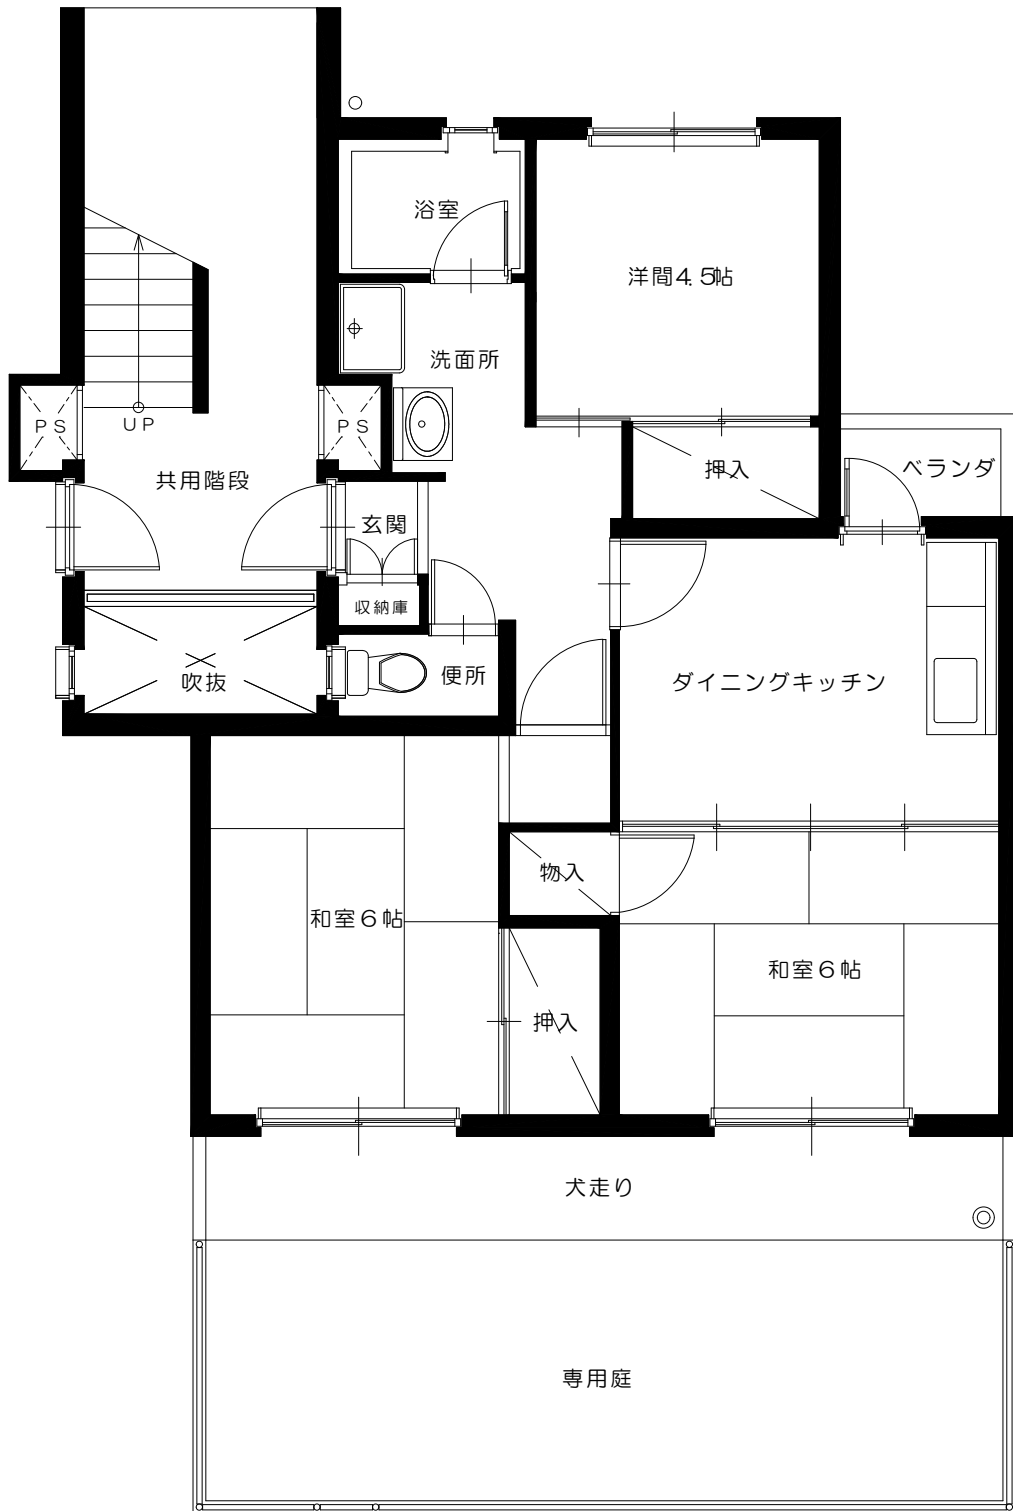 浴室
洋間4.5帖
洗面所
PS
UP
PS
共用階段
押入
ベランダ
玄関
収納庫
吹抜
便所
ダイニングキッチン
物入
和室6帖
和室6帖
押入
犬走り
専用庭